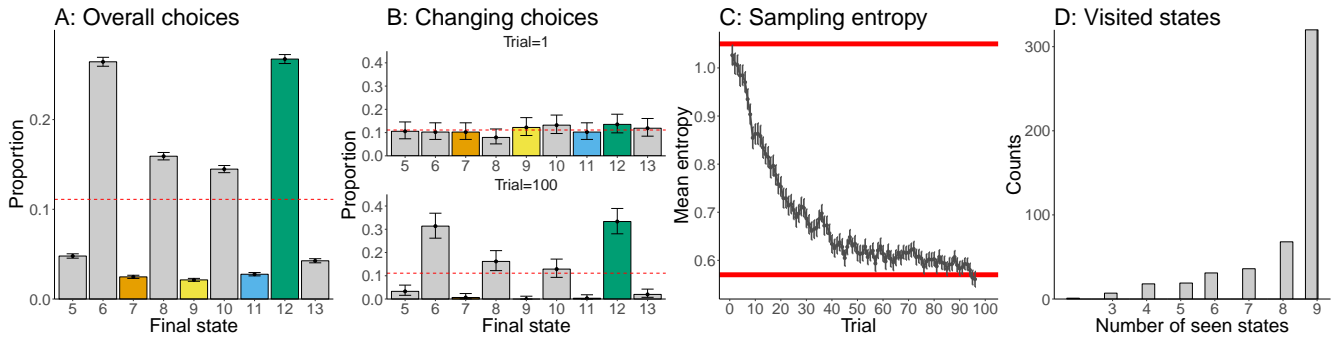 A: Overall choices
Proportion
0.2
0.1
0.0
5 6 7 8 9 10 11 12 13
Final state
B: Changing choices
Trial=1
Proportion
0.4
0.3
0.2
0.1
0.0
5 6 7 8 9 10 11 12 13
Trial=100
0.4
0.3
0.2
0.1
0.0
5 6 7 8 9 10 11 12 13
Final state
C: Sampling entropy
Mean entropy
1.0
0.9
0.8
0.7
0.6
0 10 20 30 40 50 60 70 80 90 100
Trial
D: Visited states
Counts
300
200
100
0
3 4 5 6 7 8 9
Number of seen states